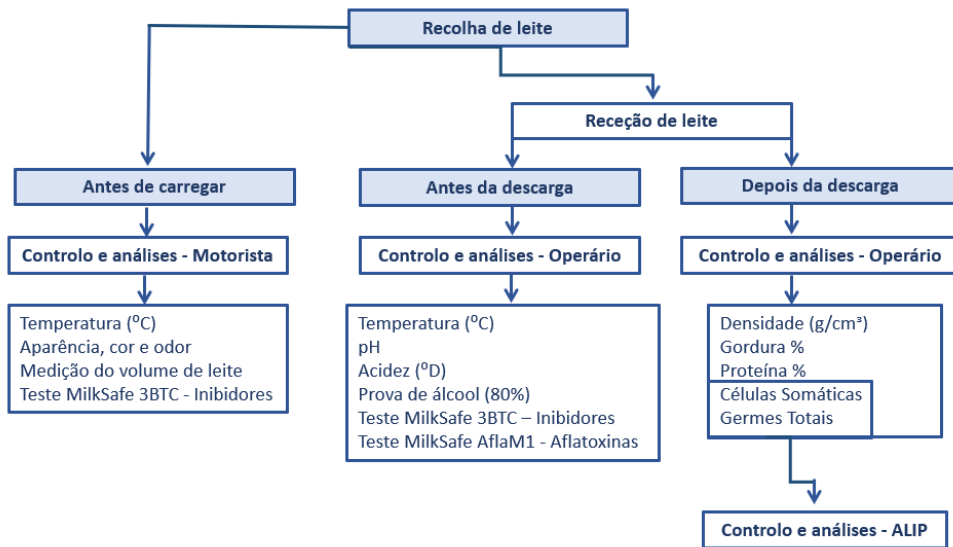 Recolha de leite
Receção de leite
Antes de carregar
Antes da descarga
Depois da descarga
Controlo e análises - Motorista
Controlo e análises - Operário
Controlo e análises - Operário
Temperatura (⁰C)
Aparência, cor e odor
Medição do volume de leite
Teste MilkSafe 3BTC - Inibidores
Temperatura (⁰C)
pH
Acidez (⁰D)
Prova de álcool (80%)
Teste MilkSafe 3BTC – Inibidores
Teste MilkSafe AflaM1 - Aflatoxinas
Densidade (g/cm³)
Gordura %
Proteína %
Células Somáticas
Germes Totais
Controlo e análises - ALIP